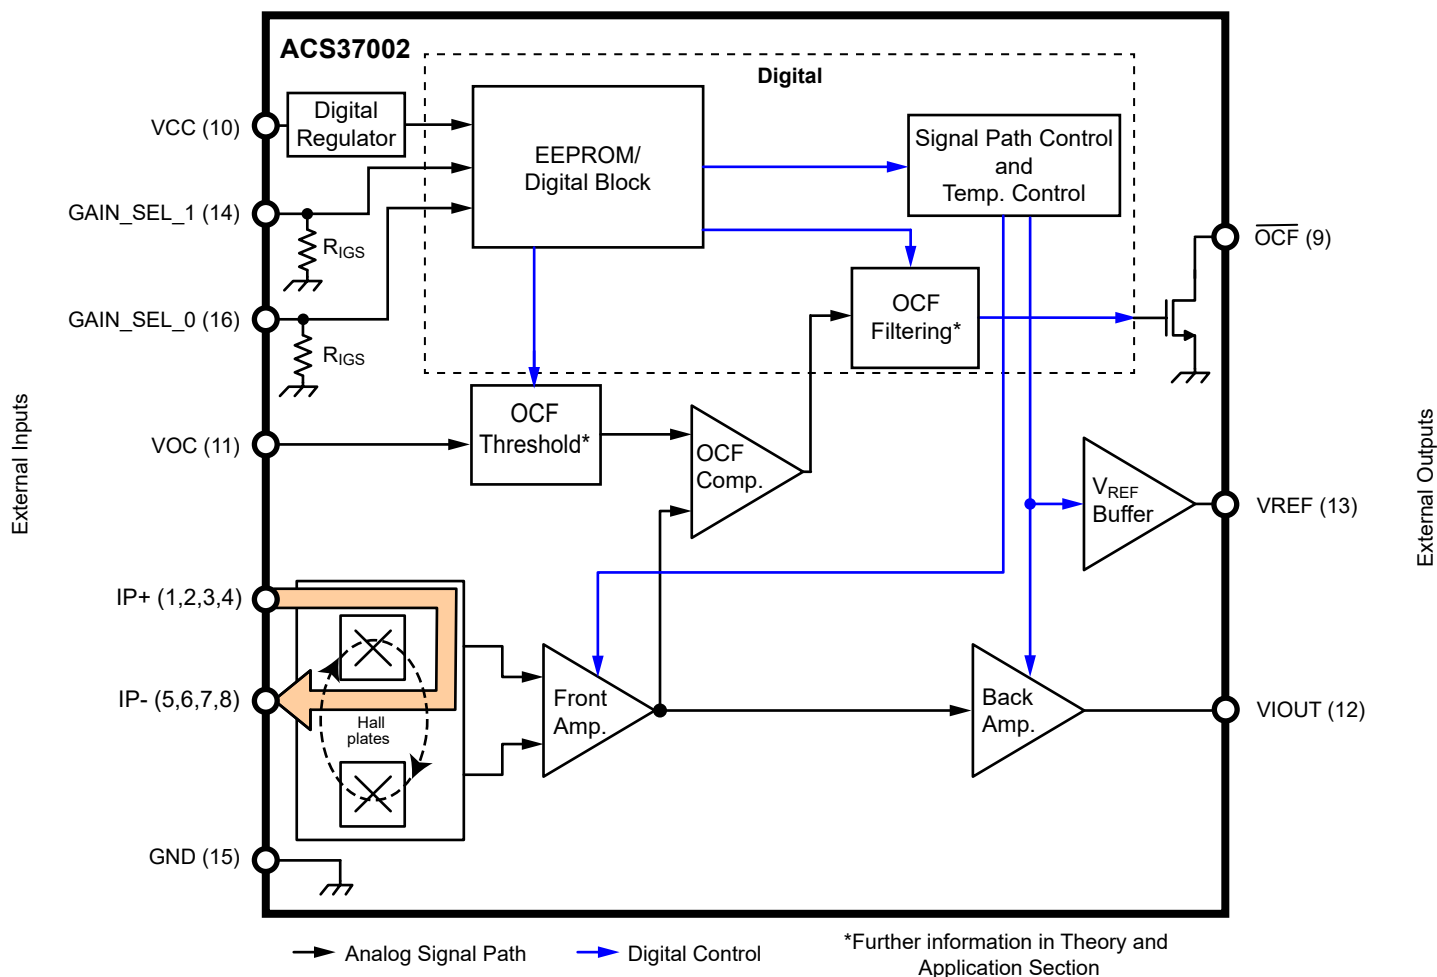 ACS37002
Digital
VCC (10)
Digital
Regulator
EEPROM/
Digital Block
Signal Path Control
and
Temp. Control
GAIN_SEL_1 (14)
RIGS
OCF (9)
GAIN_SEL_0 (16)
RIGS
OCF
Filtering*
External Inputs
VOC (11)
OCF
Threshold*
OCF
Comp.
VREF
Buffer
VREF (13)
External Outputs
IP+ (1,2,3,4)
IP- (5,6,7,8)
Hall
plates
Front
Amp.
Back
Amp.
VIOUT (12)
GND (15)
Analog Signal Path
Digital Control
*Further information in Theory and
Application Section